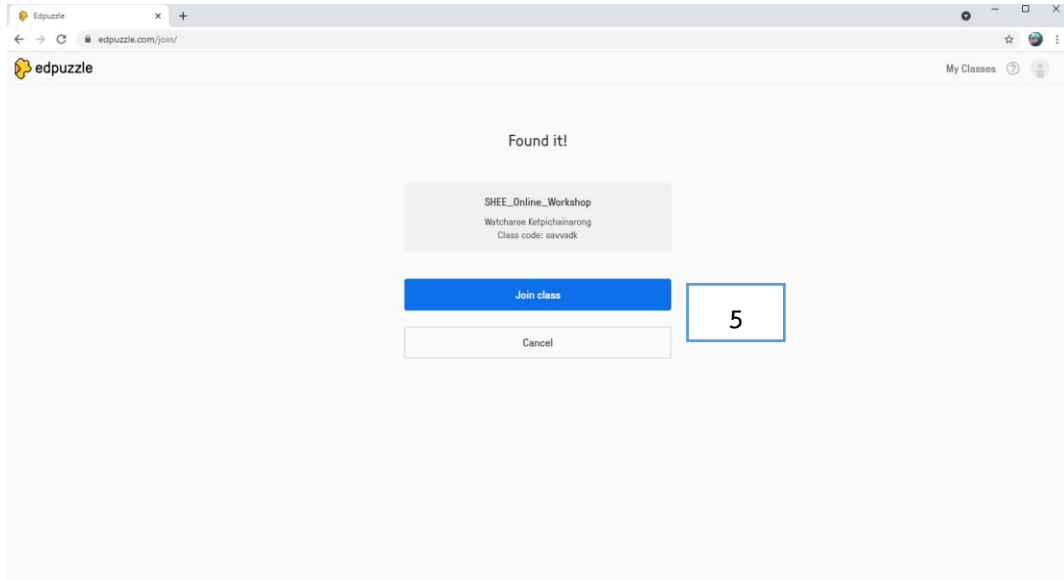 Edpuzzle
edpuzzle.com/join/
edpuzzle
My Classes
Found it!
SHEE_Online_Workshop
Watcharee Ketpichainarong
Class code: savvadk
Join class
5
Cancel